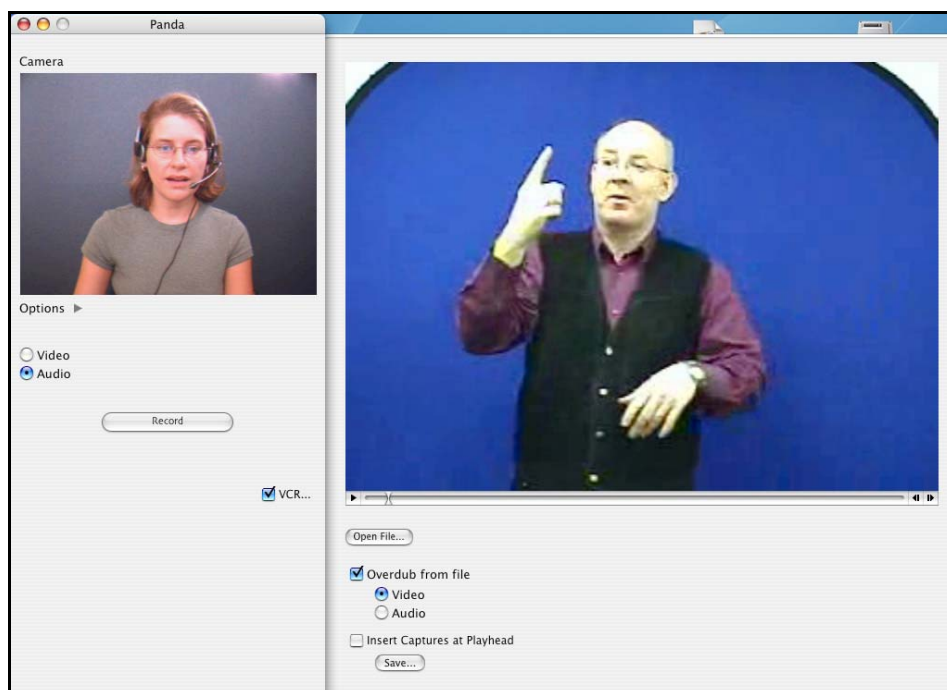 Panda
Camera
Options
Video
Audio
Record
VCR...
Open File...
Overdub from file
Video
Audio
Insert Captures at Playhead
Save...